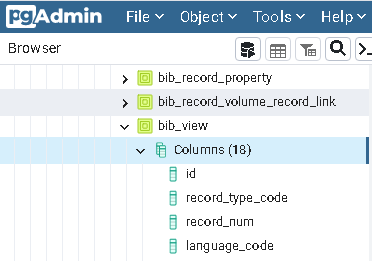 pgAdmin File Object Tools Help
Browser
bib_record_property
bib_record_volume_record_link
bib_view
Columns (18)
id
record_type_code
record_num
language_code